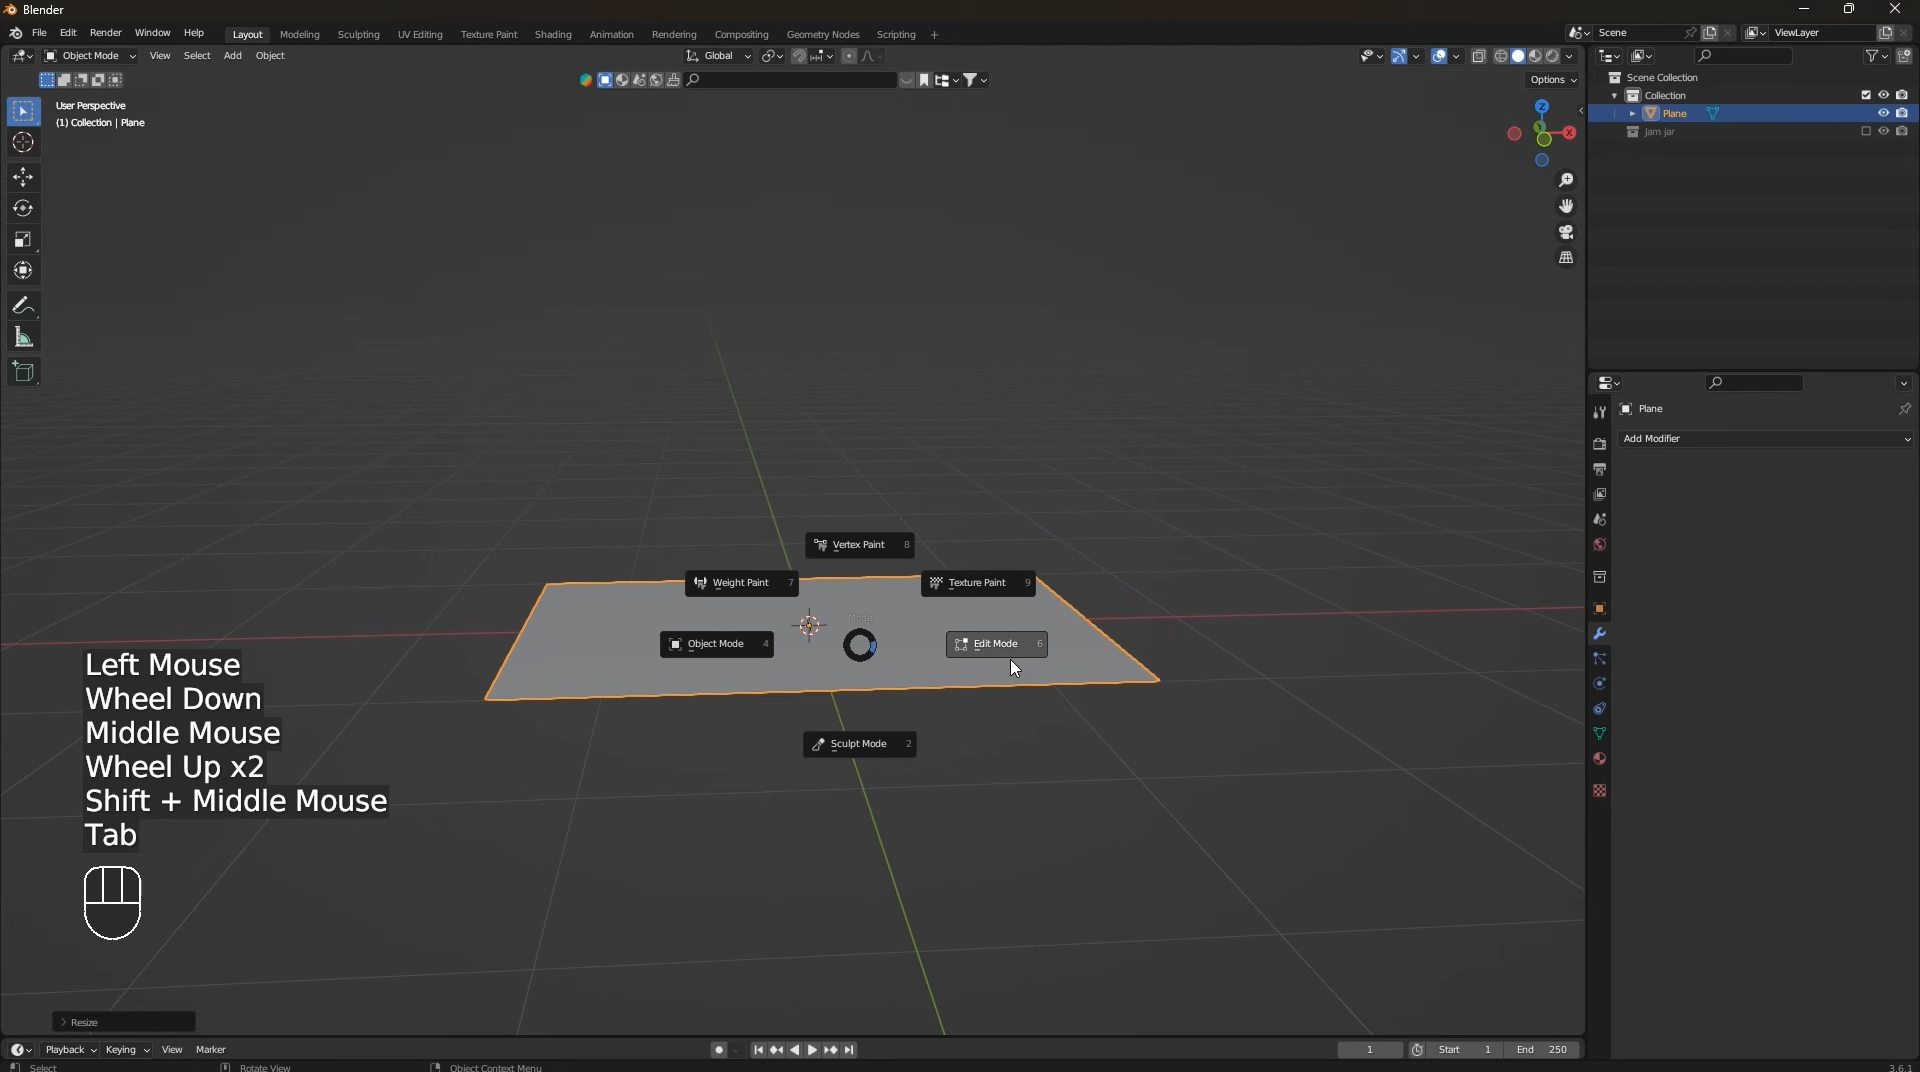 Blender
File Edit Render Window Help Layout Modeling Sculpting UV Editing Texture Paint Shading Animation Rendering Compositing Geometry Nodes Scripting + Scene ViewLayer
Object Mode View Select Add Object Global
Options
User Perspective
(1) Collection | Plane
Z
X
Scene Collection
Collection
Plane
Jam jar
Plane
Add Modifier
Vertex Paint 8
Weight Paint 7
Texture Paint 9
Mode
Object Mode 4
Edit Mode 6
Sculpt Mode 2
Left Mouse
Wheel Down
Middle Mouse
Wheel Up x2
Shift + Middle Mouse
Tab
> Resize
Playback Keying View Marker 1 Start 1 End 250
Select Rotate View Object Context Menu 3.6.1